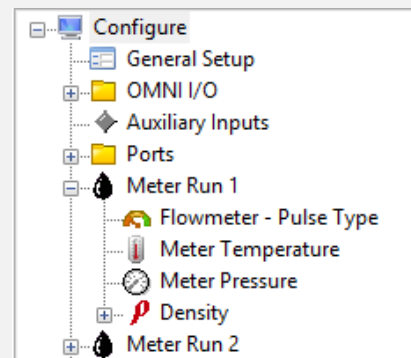 Configure
General Setup
OMNI I/O
Auxiliary Inputs
Ports
Meter Run 1
Flowmeter - Pulse Type
Meter Temperature
Meter Pressure
Density
Meter Run 2